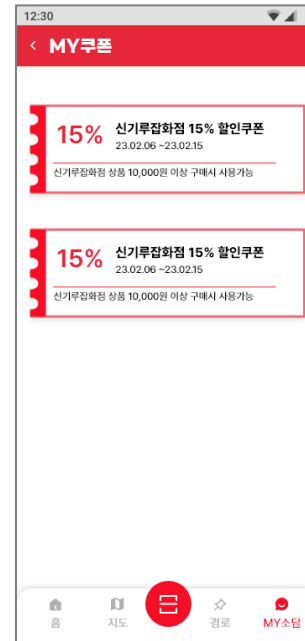 12:30
MY쿠폰
15%
신기루잡화점 15% 할인쿠폰
23.02.06 ~23.02.15
신기루잡화점 상품 10,000원 이상 구매시 사용가능
15%
신기루잡화점 15% 할인쿠폰
23.02.06 ~23.02.15
신기루잡화점 상품 10,000원 이상 구매시 사용가능
홈 지도 경로 MY소담